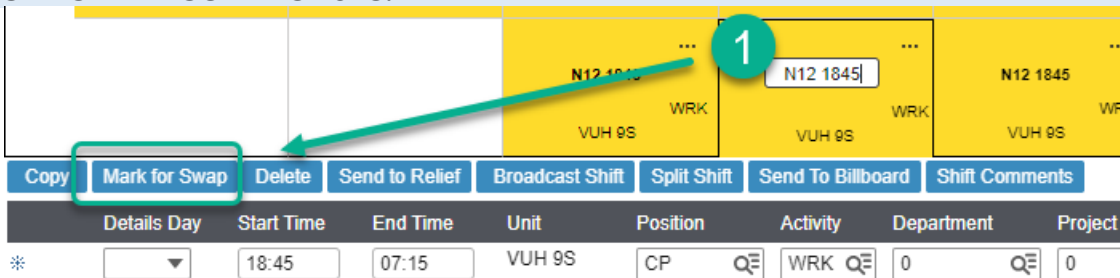 ... ... ...
1
N12 1845 N12 1845 N12 1845
WRK WRK
VUH 9S VUH 9S VUH 9S
Copy Mark for Swap Delete Send to Relief Broadcast Shift Split Shift Send To Billboard Shift Comments
Details Day Start Time End Time Unit Position Activity Department Project
18:45 07:15 VUH 9S CP WRK 0 0